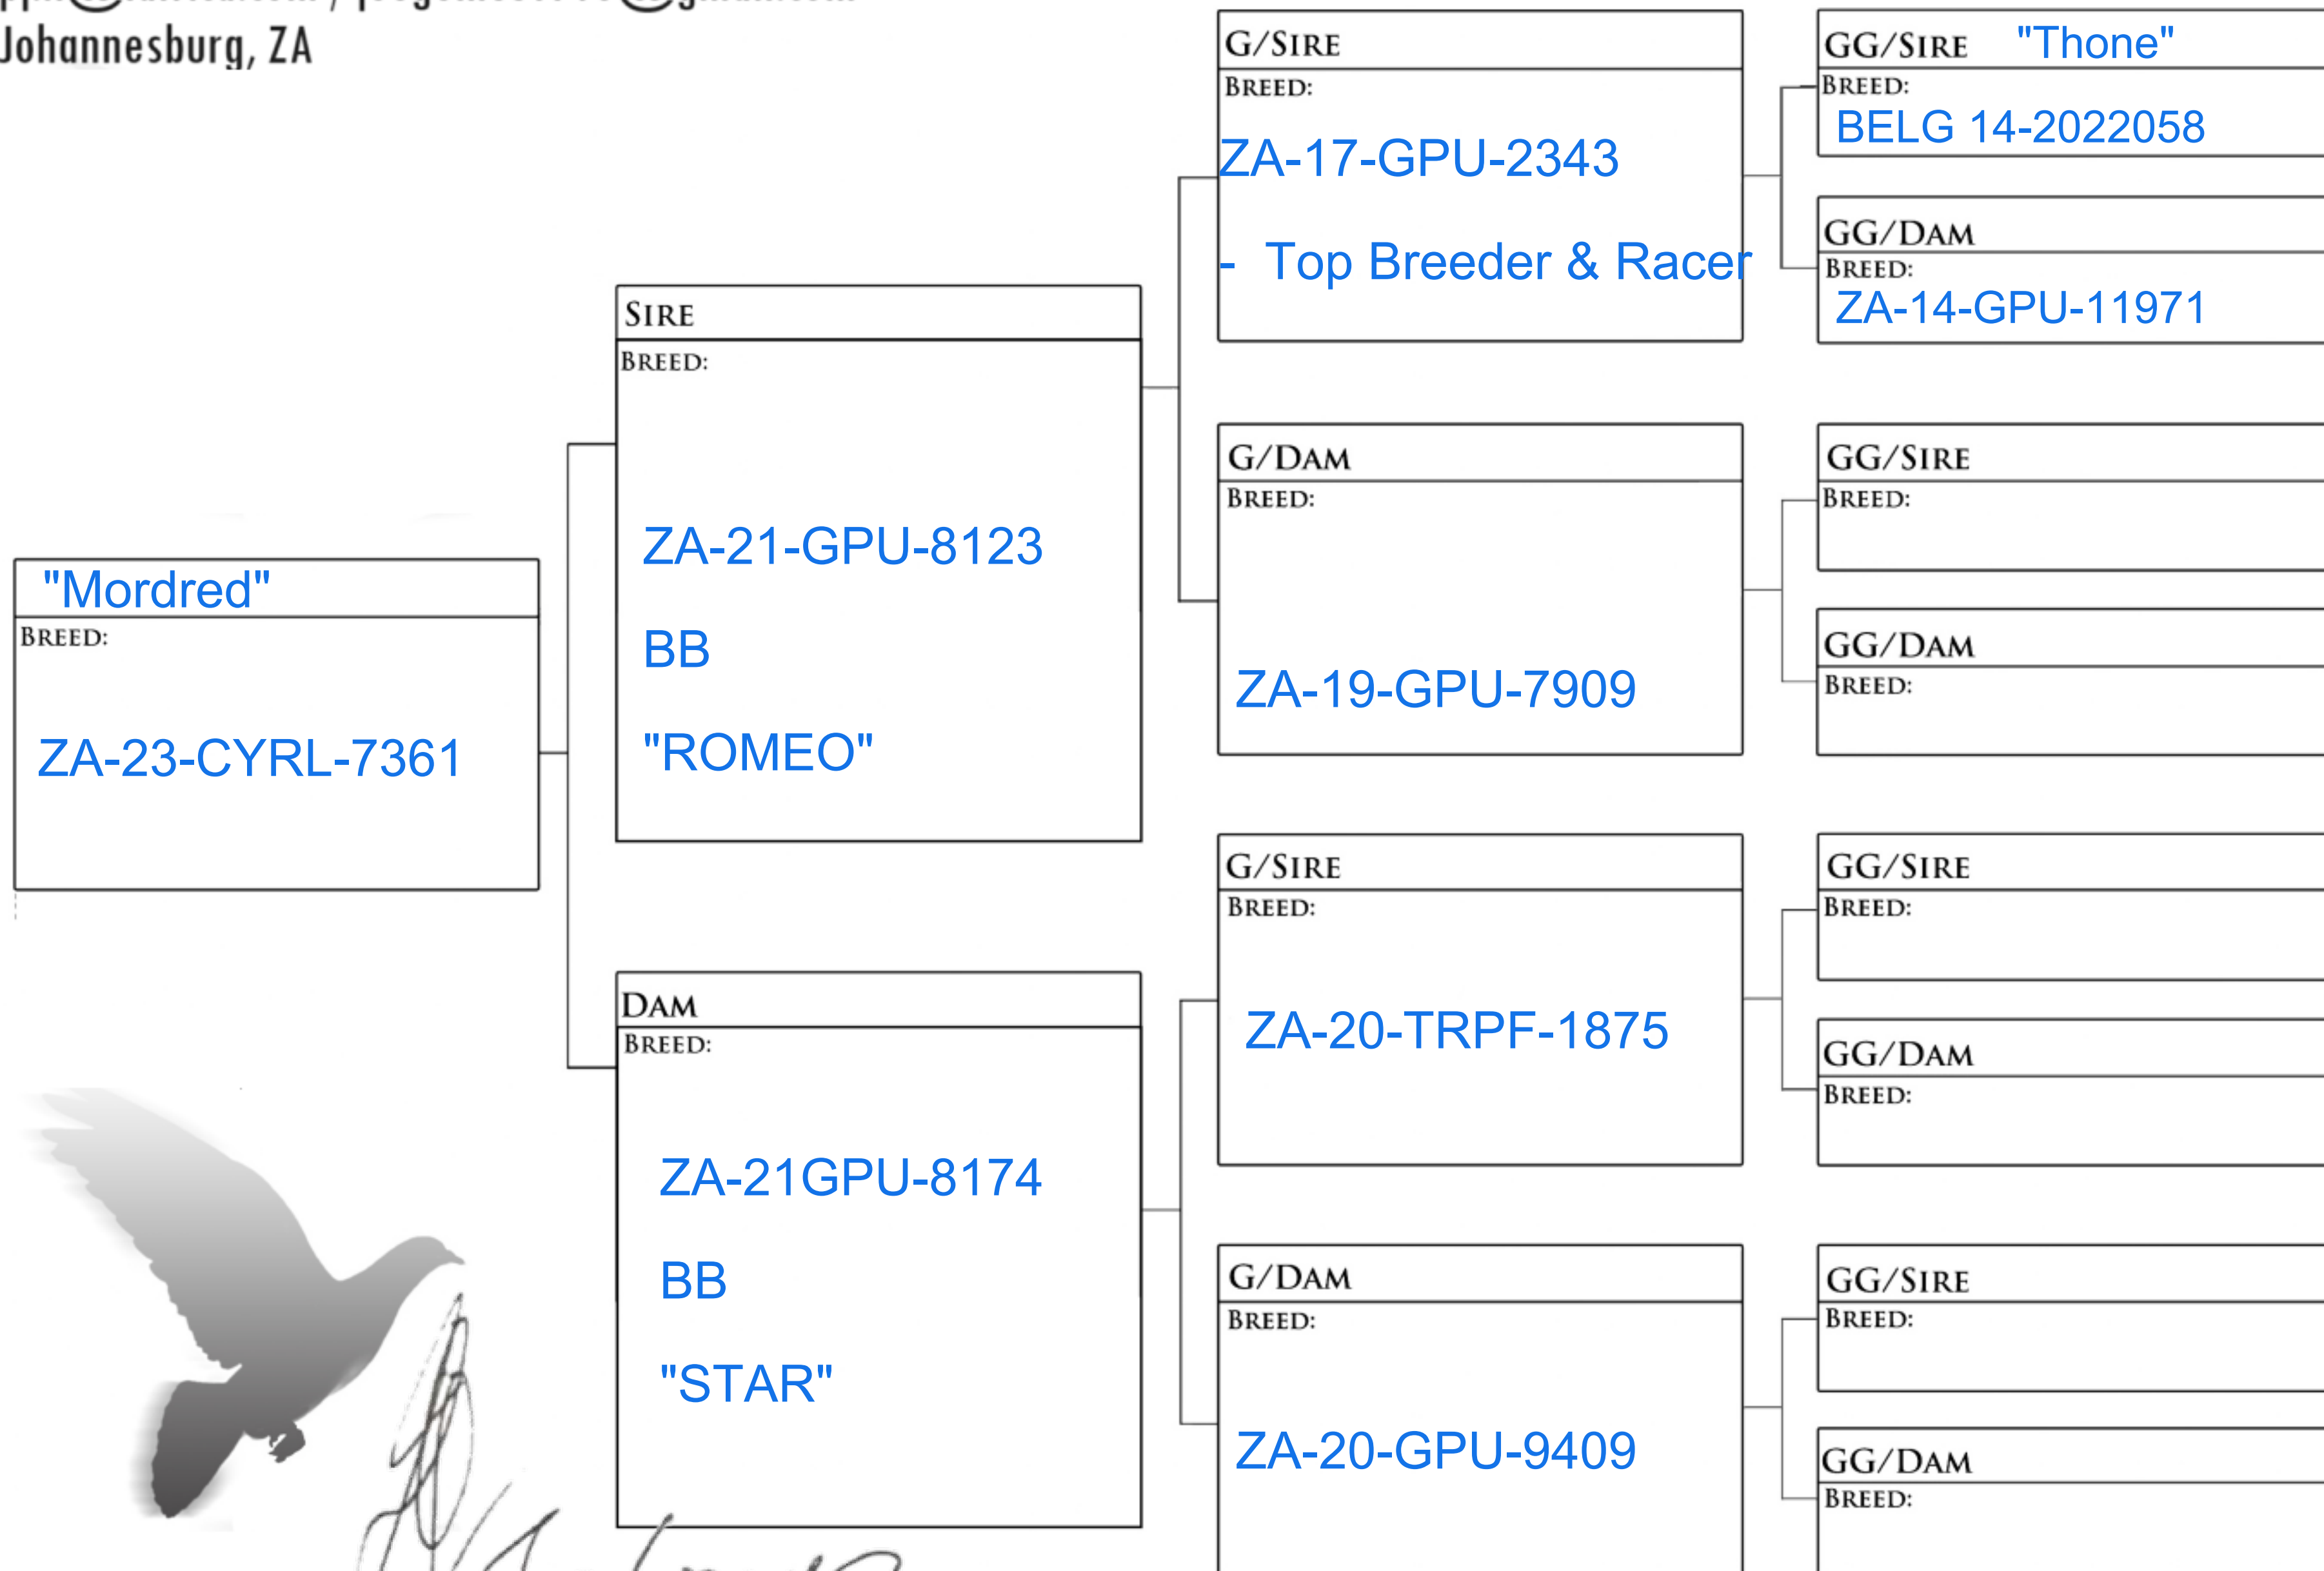 Johannesburg, ZA
"Mordred"
BREED:
ZA-23-CYRL-7361
SIRE
BREED:
ZA-21-GPU-8123
BB
"ROMEO"
DAM
BREED:
ZA-21GPU-8174
BB
"STAR"
G/SIRE
BREED:
ZA-17-GPU-2343
- Top Breeder & Racer
G/DAM
BREED:
ZA-19-GPU-7909
G/SIRE
BREED:
ZA-20-TRPF-1875
G/DAM
BREED:
ZA-20-GPU-9409
GG/SIRE "Thone"
BREED:
BELG 14-2022058
GG/DAM
BREED:
ZA-14-GPU-11971
GG/SIRE
BREED:
GG/DAM
BREED:
GG/SIRE
BREED:
GG/DAM
BREED:
GG/SIRE
BREED:
GG/DAM
BREED: